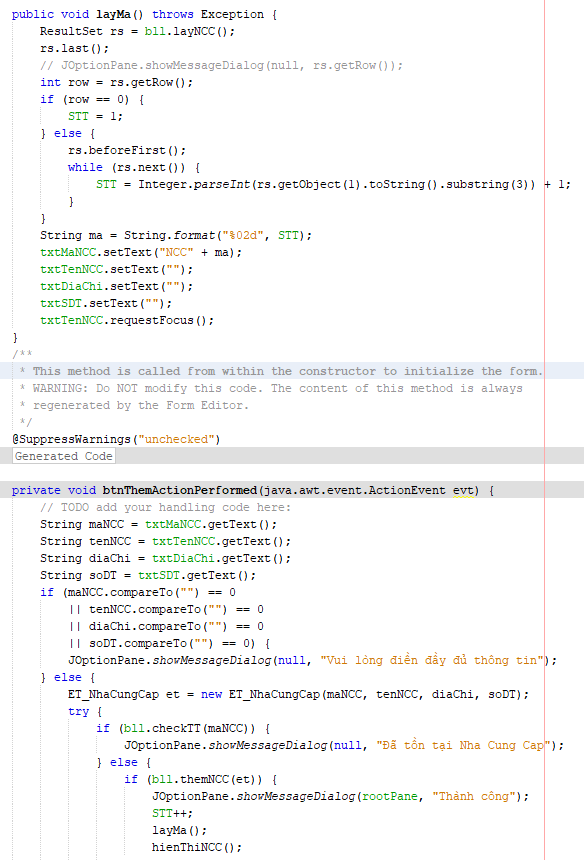 public void layMa() throws Exception {
    ResultSet rs = bll.layNCC();
    rs.last();
    // JOptionPane.showMessageDialog(null, rs.getRow());
    int row = rs.getRow();
    if (row == 0) {
        STT = 1;
    } else {
        rs.beforeFirst();
        while (rs.next()) {
            STT = Integer.parseInt(rs.getObject(1).toString().substring(3)) + 1;
        }
    }
    String ma = String.format("%02d", STT);
    txtMaNCC.setText("NCC" + ma);
    txtTenNCC.setText("");
    txtDiaChi.setText("");
    txtSDT.setText("");
    txtTenNCC.requestFocus();
}
/**
 * This method is called from within the constructor to initialize the form.
 * WARNING: Do NOT modify this code. The content of this method is always
 * regenerated by the Form Editor.
 */
@SuppressWarnings("unchecked")
Generated Code
private void btnThemActionPerformed(java.awt.event.ActionEvent evt) {
    // TODO add your handling code here:
    String maNCC = txtMaNCC.getText();
    String tenNCC = txtTenNCC.getText();
    String diaChi = txtDiaChi.getText();
    String soDT = txtSDT.getText();
    if (maNCC.compareTo("") == 0
        || tenNCC.compareTo("") == 0
        || diaChi.compareTo("") == 0
        || soDT.compareTo("") == 0) {
        JOptionPane.showMessageDialog(null, "Vui lòng điền đầy đủ thông tin");
    } else {
        ET_NhaCungCap et = new ET_NhaCungCap(maNCC, tenNCC, diaChi, soDT);
        try {
            if (bll.checkTT(maNCC)) {
                JOptionPane.showMessageDialog(null, "Đã tồn tại Nha Cung Cap");
            } else {
                if (bll.themNCC(et)) {
                    JOptionPane.showMessageDialog(rootPane, "Thành công");
                    STT++;
                    layMa();
                    hienThiNCC();